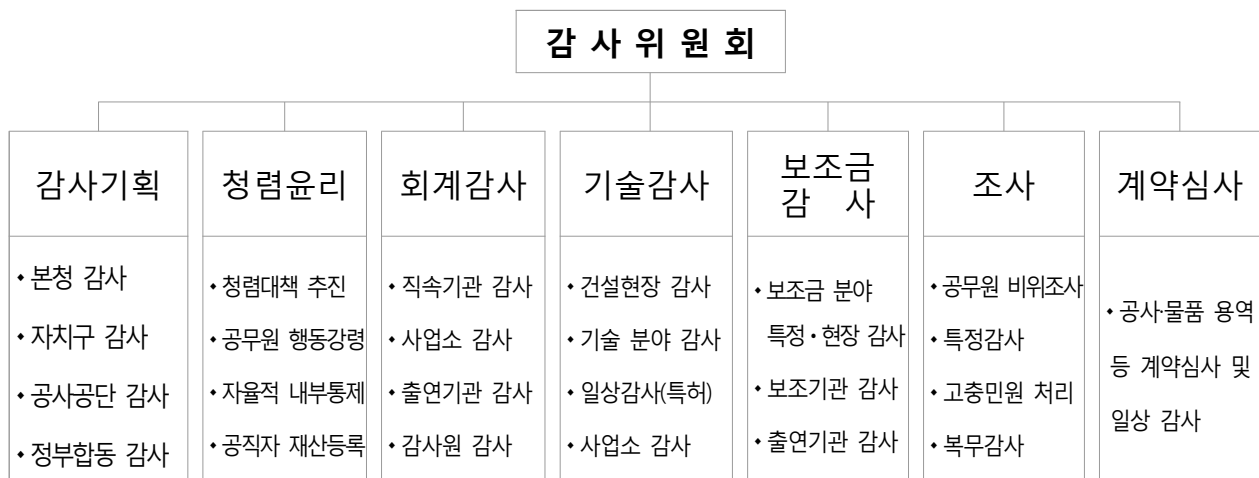 감 사 위 원 회
감사기획
• 본청 감사
• 자치구 감사
• 공사공단 감사
• 정부합동 감사
청렴윤리
• 청렴대책 추진
• 공무원 행동강령
• 자율적 내부통제
• 공직자 재산등록
회계감사
• 직속기관 감사
• 사업소 감사
• 출연기관 감사
• 감사원 감사
기술감사
• 건설현장 감사
• 기술 분야 감사
• 일상감사(특허)
• 사업소 감사
보조금
감 사
• 보조금 분야
특정·현장 감사
• 보조기관 감사
• 출연기관 감사
조사
• 공무원 비위조사
• 특정감사
• 고충민원 처리
• 복무감사
계약심사
• 공사·물품 용역
등 계약심사 및
일상 감사